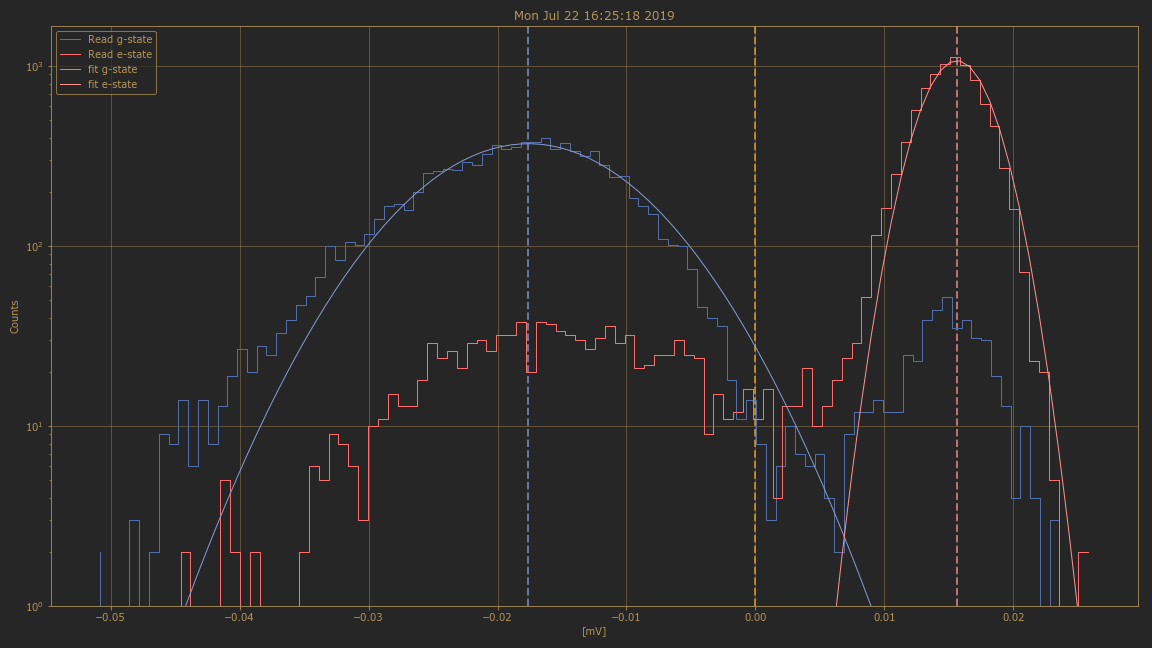 Mon Jul 22 16:25:18 2019
Read g-state
Read e-state
fit g-state
fit e-state
10³
10²
10¹
10⁰
Counts
−0.05 −0.04 −0.03 −0.02 −0.01 0.00 0.01 0.02
[mV]